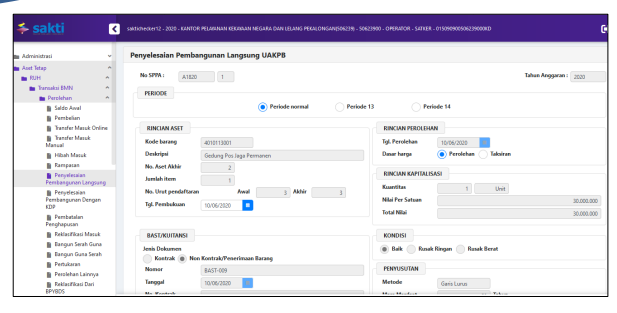 sakti
saktichecker12 - 2020 - KANTOR PELAYANAN KEKAYAAN NEGARA DAN LELANG PEKALONGAN(506239) - 50623900 - OPERATOR - SATKER - 015090900506239000KD
Administrasi
Aset Tetap
RUH
Transaksi BMN
Perolehan
Saldo Awal
Pembelian
Transfer Masuk Online
Transfer Masuk
Manual
Hibah Masuk
Rampasan
Penyelesaian
Pembangunan Langsung
Penyelesaian
Pembangunan Dengan
KDP
Pembatalan
Penghapusan
Reklasifikasi Masuk
Bangun Serah Guna
Bangun Guna Serah
Pertukaran
Perolehan Lainnya
Reklasifikasi Dari
BPYBDS
Penyelesaian Pembangunan Langsung UAKPB
No SPPA : A1820 1 Tahun Anggaran : 2020
PERIODE
Periode normal Periode 13 Periode 14
RINCIAN ASET
Kode barang 4010113001
Deskripsi Gedung Pos Jaga Permanen
No. Aset Akhir 2
Jumlah Item 1
No. Urut pendaftaran Awal 3 Akhir 3
Tgl. Pembukuan 10/06/2020
RINCIAN PEROLEHAN
Tgl. Perolehan 10/06/2020
Dasar harga Perolehan Taksiran
RINCIAN KAPITALISASI
Kuantitas 1 Unit
Nilai Per Satuan 30.000.000
Total Nilai 30.000.000
BAST/KUITANSI
Jenis Dokumen
Kontrak Non Kontrak/Penerimaan Barang
Nomor BAST-009
Tanggal 10/06/2020
No. Kontrak
KONDISI
Baik Rusak Ringan Rusak Berat
PENYUSUTAN
Metode Garis Lurus